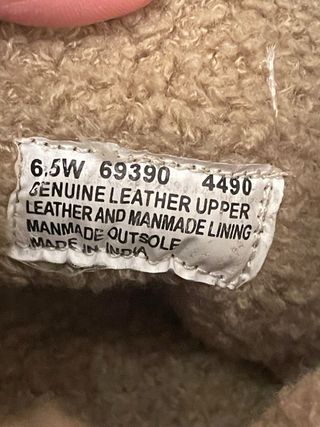 6.5W 69390 4490
GENUINE LEATHER UPPER
LEATHER AND MANMADE LINING
MANMADE OUTSOLE
MADE IN INDIA